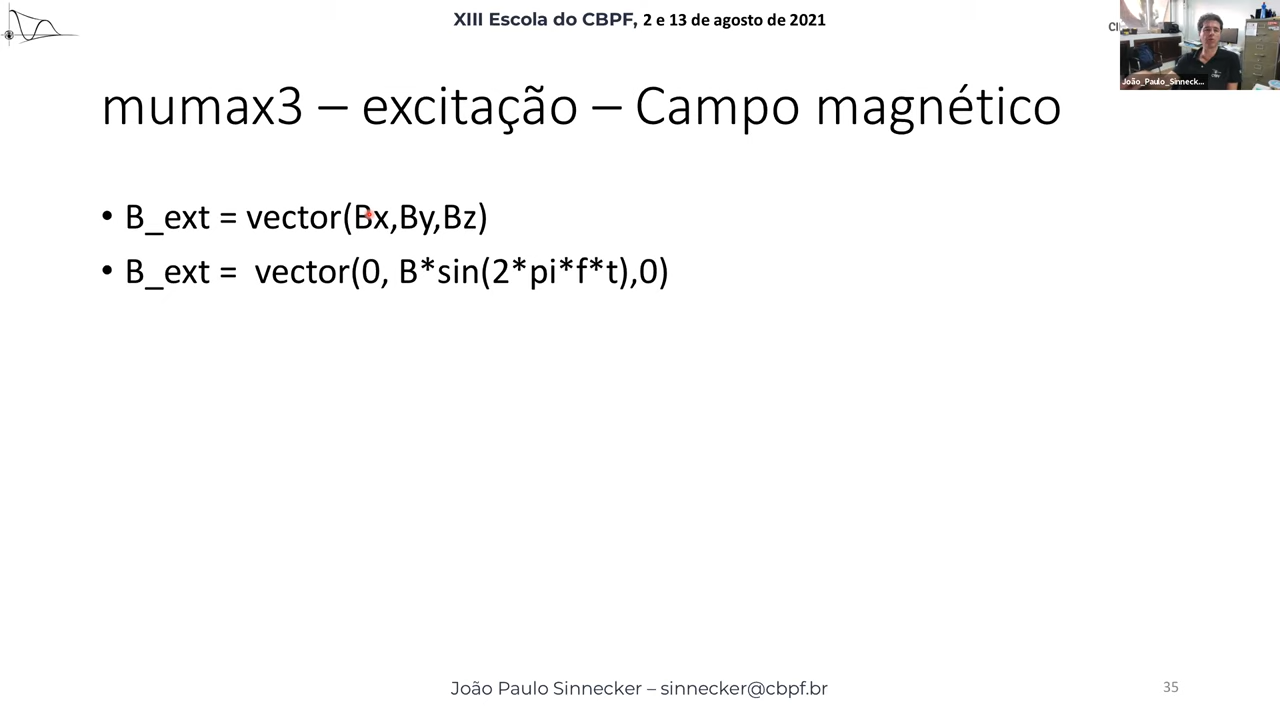 XIII Escola do CBPF, 2 e 13 de agosto de 2021
mumax3 – excitação – Campo magnético
• B_ext = vector(Bx,By,Bz)
• B_ext = vector(0, B*sin(2*pi*f*t),0)
João_Paulo_Sinneck...
João Paulo Sinnecker – sinnecker@cbpf.br
35